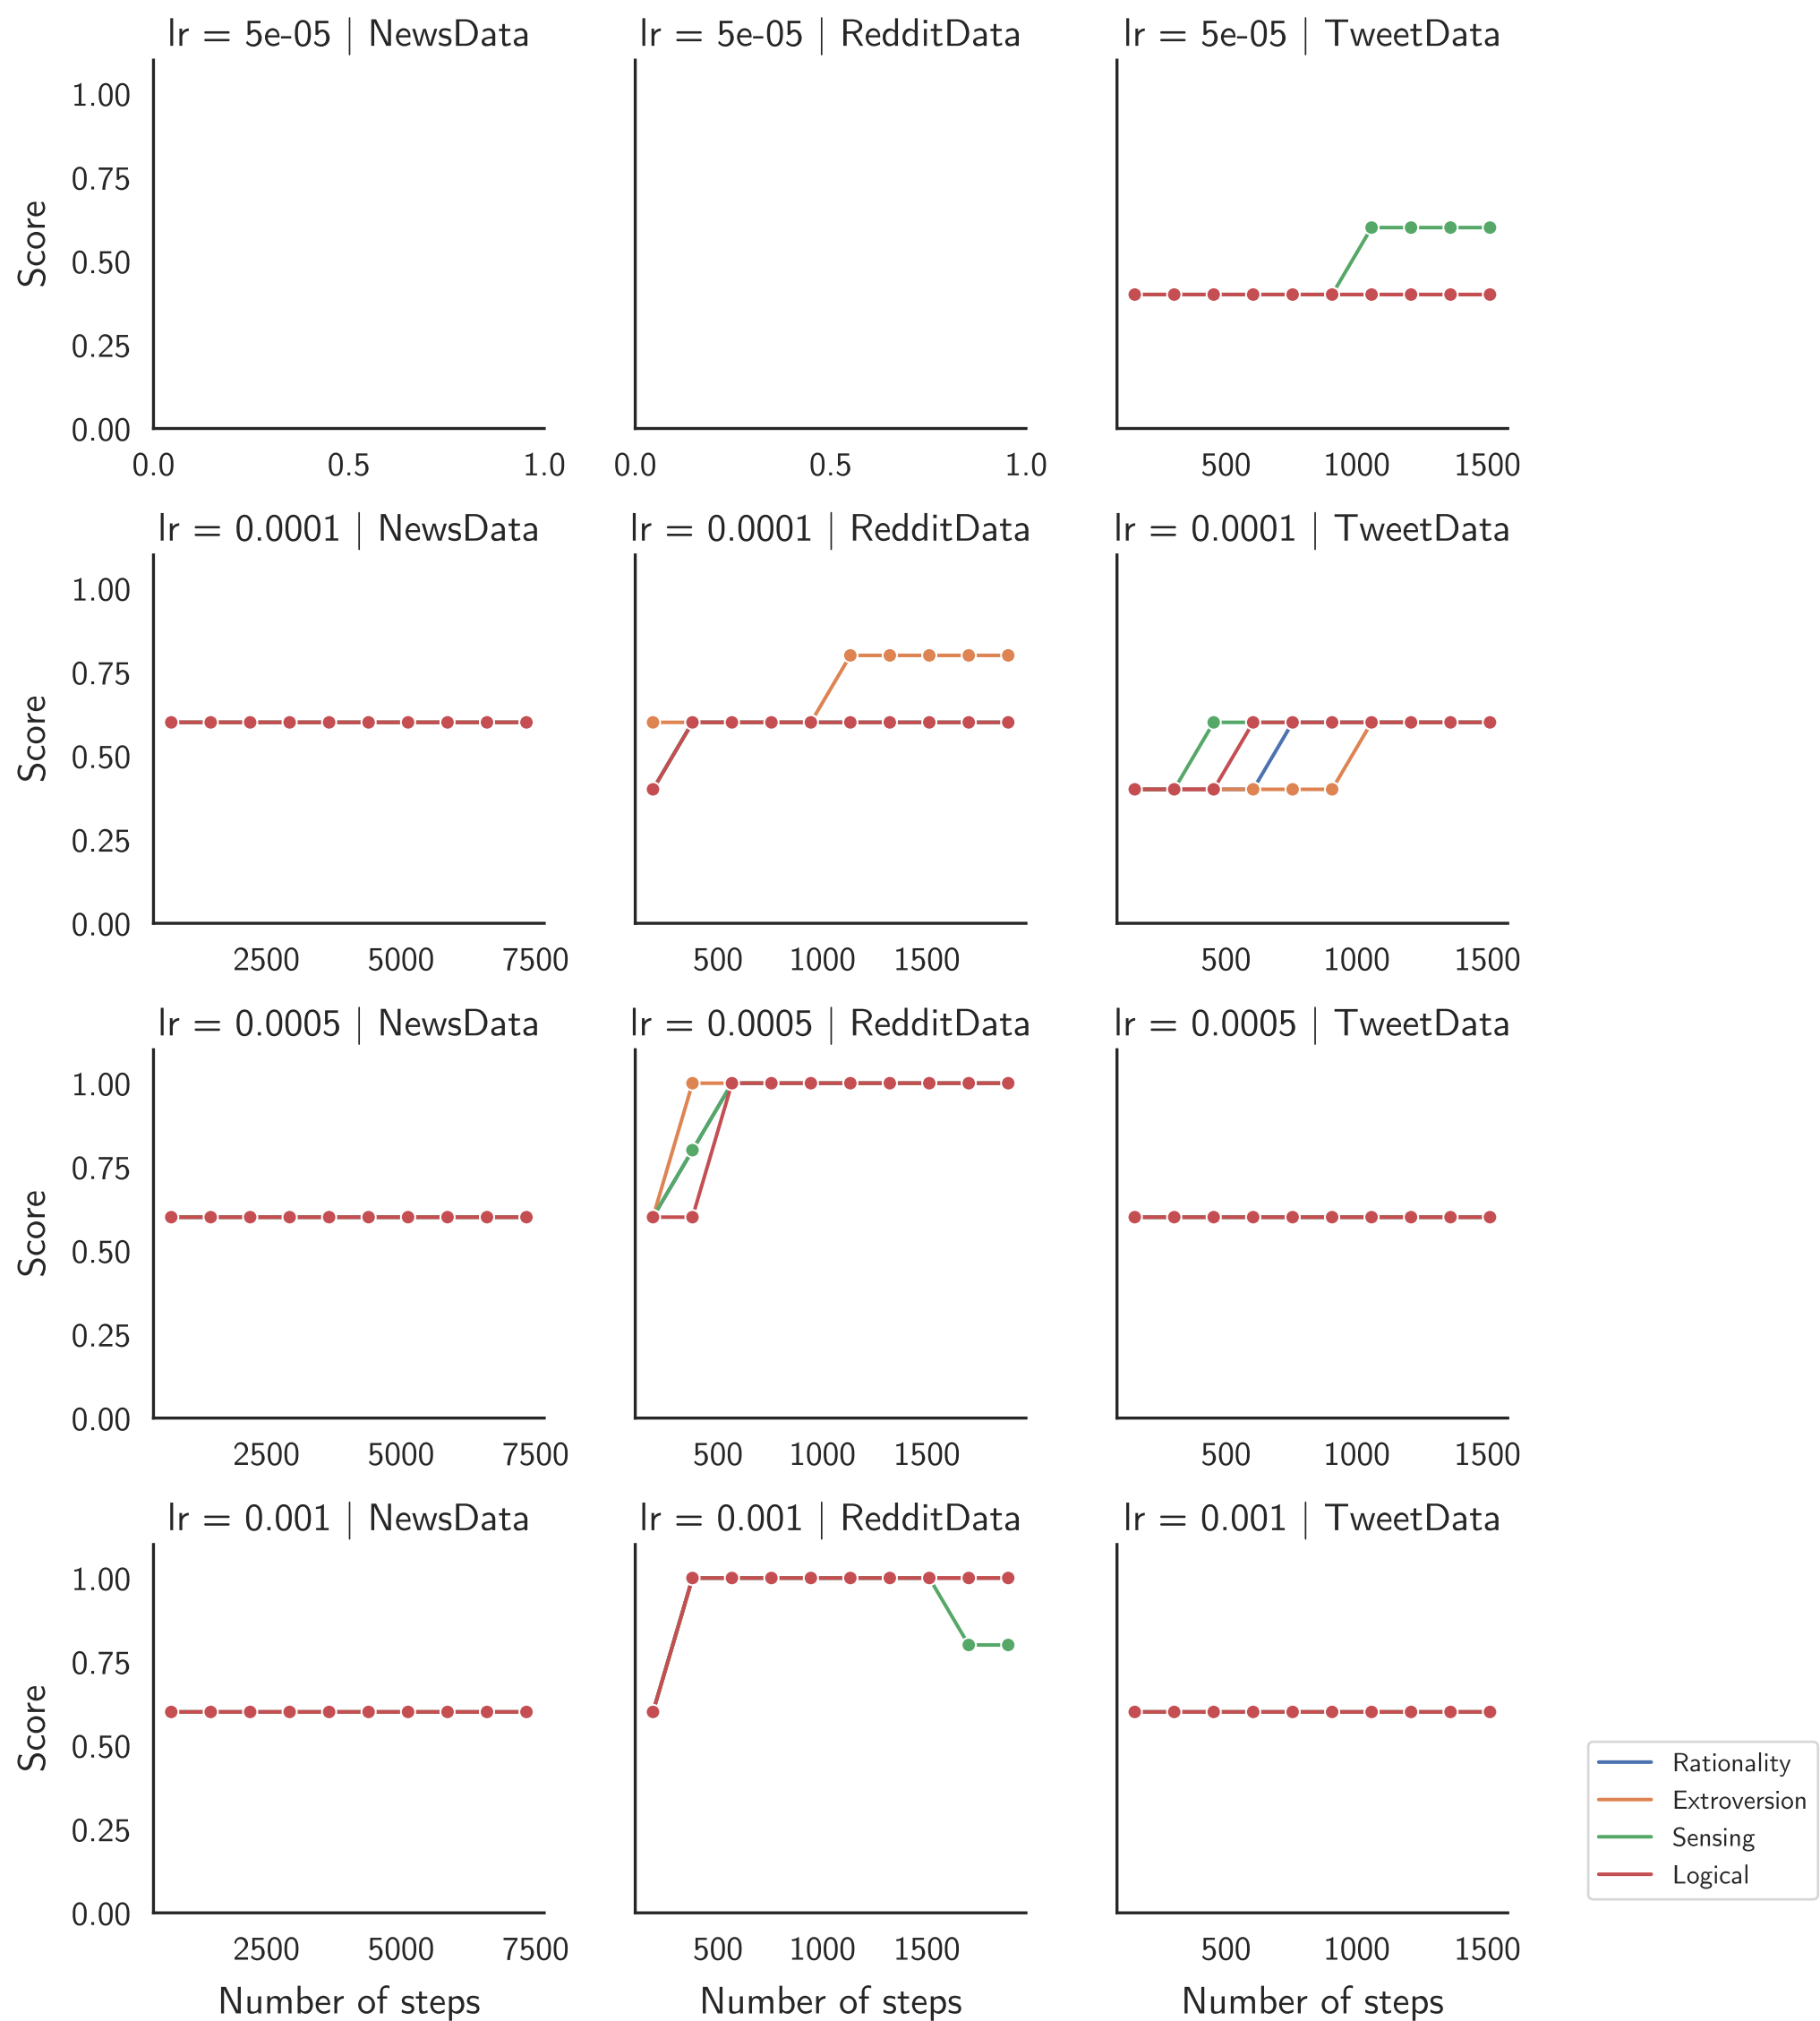 lr = 5e-05 | NewsData
lr = 5e-05 | RedditData
lr = 5e-05 | TweetData
Score
1.00
0.75
0.50
0.25
0.00
0.0 0.5 1.0
0.0 0.5 1.0
500 1000 1500
lr = 0.0001 | NewsData
lr = 0.0001 | RedditData
lr = 0.0001 | TweetData
Score
1.00
0.75
0.50
0.25
0.00
2500 5000 7500
500 1000 1500
500 1000 1500
lr = 0.0005 | NewsData
lr = 0.0005 | RedditData
lr = 0.0005 | TweetData
Score
1.00
0.75
0.50
0.25
0.00
2500 5000 7500
500 1000 1500
500 1000 1500
lr = 0.001 | NewsData
lr = 0.001 | RedditData
lr = 0.001 | TweetData
Score
1.00
0.75
0.50
0.25
0.00
2500 5000 7500
500 1000 1500
500 1000 1500
Number of steps
Number of steps
Number of steps
Rationality
Extroversion
Sensing
Logical